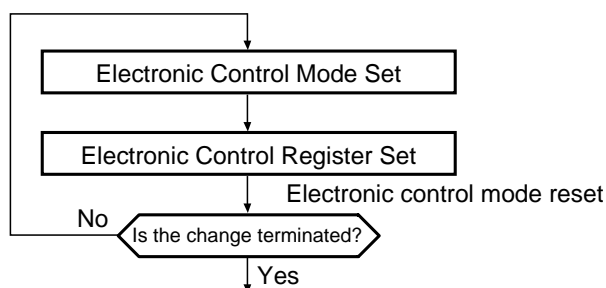 Electronic Control Mode Set
Electronic Control Register Set
Electronic control mode reset
No
Is the change terminated?
Yes